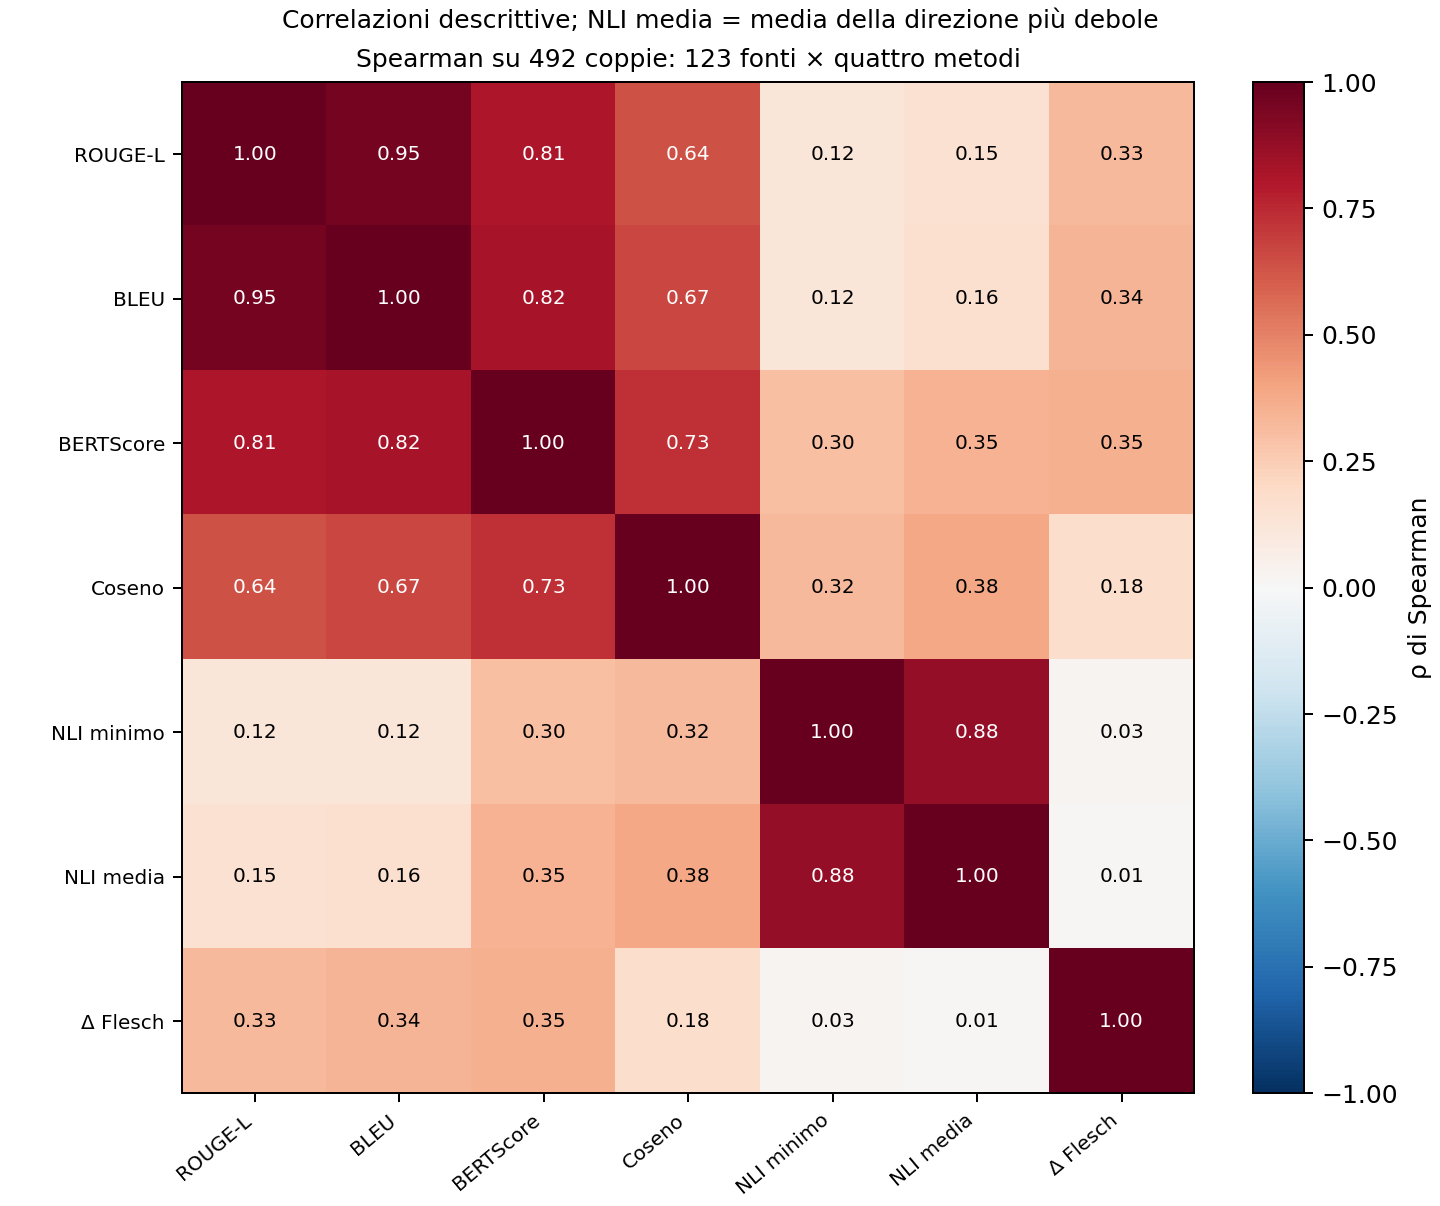 Correlazioni descrittive; NLI media = media della direzione più debole
Spearman su 492 coppie: 123 fonti × quattro metodi
ROUGE-L 1.00 0.95 0.81 0.64 0.12 0.15 0.33
BLEU 0.95 1.00 0.82 0.67 0.12 0.16 0.34
BERTScore 0.81 0.82 1.00 0.73 0.30 0.35 0.35
Coseno 0.64 0.67 0.73 1.00 0.32 0.38 0.18
NLI minimo 0.12 0.12 0.30 0.32 1.00 0.88 0.03
NLI media 0.15 0.16 0.35 0.38 0.88 1.00 0.01
Δ Flesch 0.33 0.34 0.35 0.18 0.03 0.01 1.00
ROUGE-L BLEU BERTScore Coseno NLI minimo NLI media Δ Flesch
1.00
0.75
0.50
0.25
0.00
−0.25
−0.50
−0.75
−1.00
ρ di Spearman